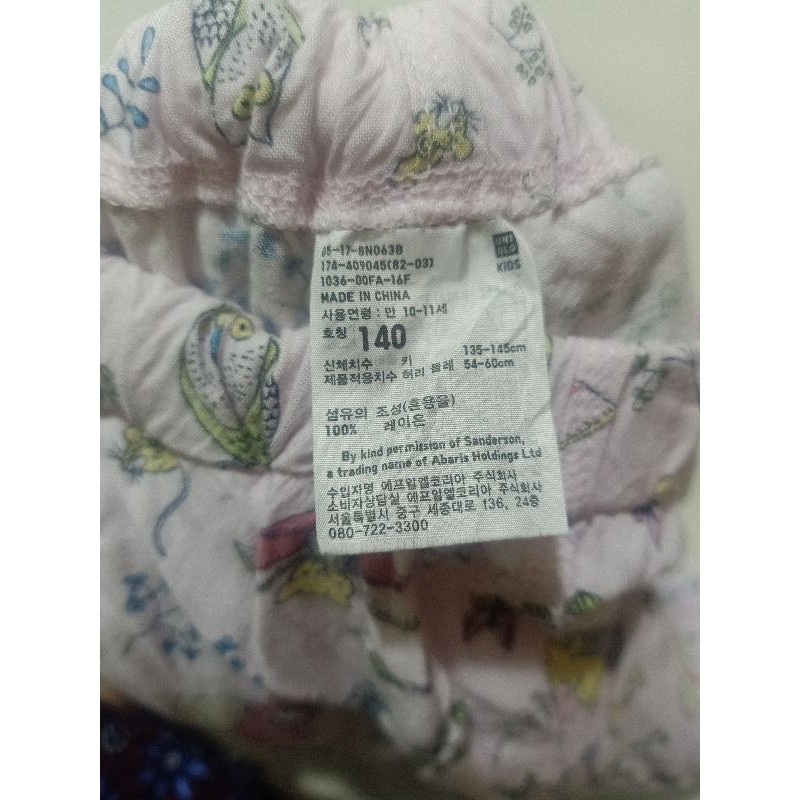 05-17-8N063B
174-409045(82-03)
1036-00FA-16F
MADE IN CHINA
UNI
QLO
KIDS
사용연령 : 만 10-11세
호칭 140
신체치수 키 135-145cm
제품적응치수 허리 둘레 54-60cm
섬유의 조성(혼용율)
100% 레이온
By kind permission of Sanderson,
a trading name of Abaris Holdings Ltd
수입자명 에프알엘코리아 주식회사
소비자상담실 에프알엘코리아 주식회사
서울특별시 중구 세종대로 136, 24층
080-722-3300